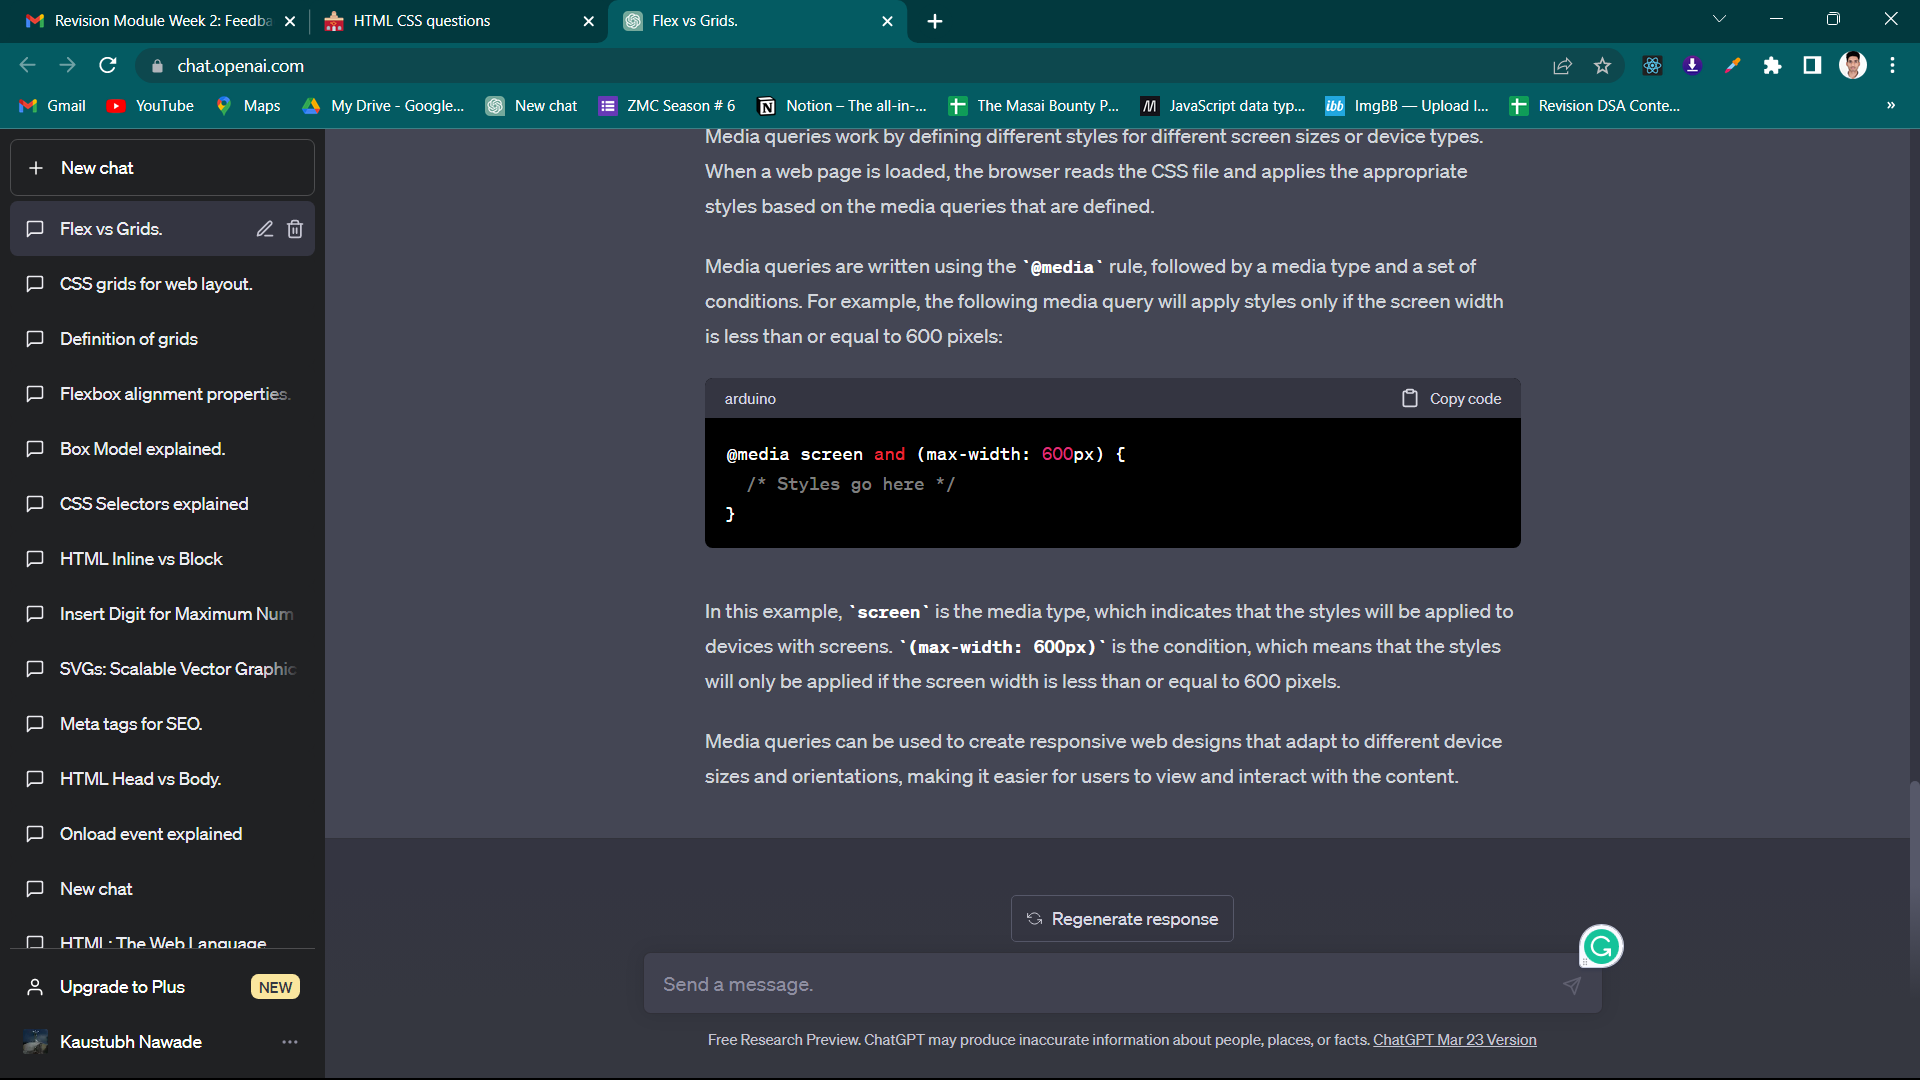 Revision Module Week 2: Feedba
HTML CSS questions
Flex vs Grids.
chat.openai.com
Gmail
YouTube
Maps
My Drive - Google...
New chat
ZMC Season # 6
Notion – The all-in-...
The Masai Bounty P...
JavaScript data typ...
ibb
ImgBB — Upload I...
Revision DSA Conte...
»
New chat
Flex vs Grids.
CSS grids for web layout.
Definition of grids
Flexbox alignment properties.
Box Model explained.
CSS Selectors explained
HTML Inline vs Block
Insert Digit for Maximum Num
SVGs: Scalable Vector Graphic
Meta tags for SEO.
HTML Head vs Body.
Onload event explained
New chat
HTML: The Web Language
Upgrade to Plus
NEW
Kaustubh Nawade
Media queries work by defining different styles for different screen sizes or device types.
When a web page is loaded, the browser reads the CSS file and applies the appropriate
styles based on the media queries that are defined.
Media queries are written using the `@media` rule, followed by a media type and a set of
conditions. For example, the following media query will apply styles only if the screen width
is less than or equal to 600 pixels:
arduino
Copy code
@media screen and (max-width: 600px) {
/* Styles go here */
}
In this example, `screen` is the media type, which indicates that the styles will be applied to
devices with screens. `(max-width: 600px)` is the condition, which means that the styles
will only be applied if the screen width is less than or equal to 600 pixels.
Media queries can be used to create responsive web designs that adapt to different device
sizes and orientations, making it easier for users to view and interact with the content.
Regenerate response
Send a message.
Free Research Preview. ChatGPT may produce inaccurate information about people, places, or facts. ChatGPT Mar 23 Version